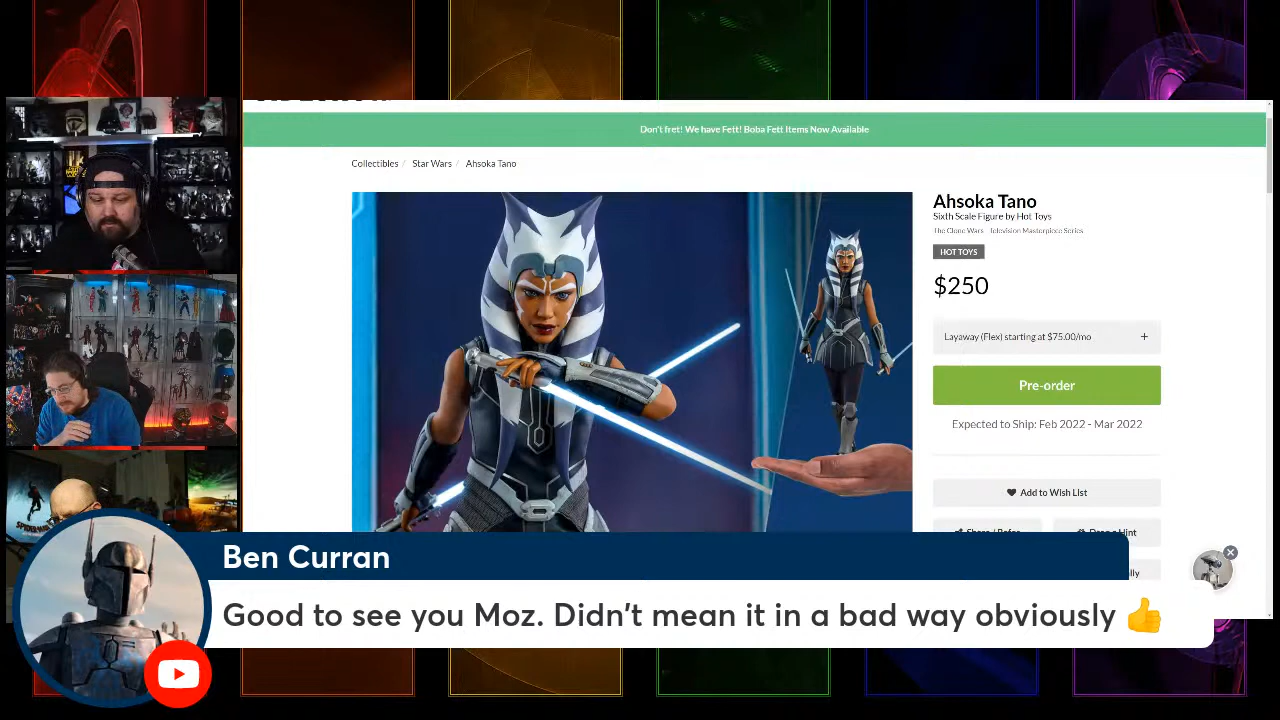 Don't fret! We have Fett! Boba Fett Items Now Available
Collectibles / Star Wars / Ahsoka Tano
Ahsoka Tano
Sixth Scale Figure by Hot Toys
The Clone Wars - Television Masterpiece Series
HOT TOYS
$250
Layaway (Flex) starting at $75.00/mo +
Pre-order
Expected to Ship: Feb 2022 - Mar 2022
Add to Wish List
Ben Curran
Good to see you Moz. Didn't mean it in a bad way obviously 👍